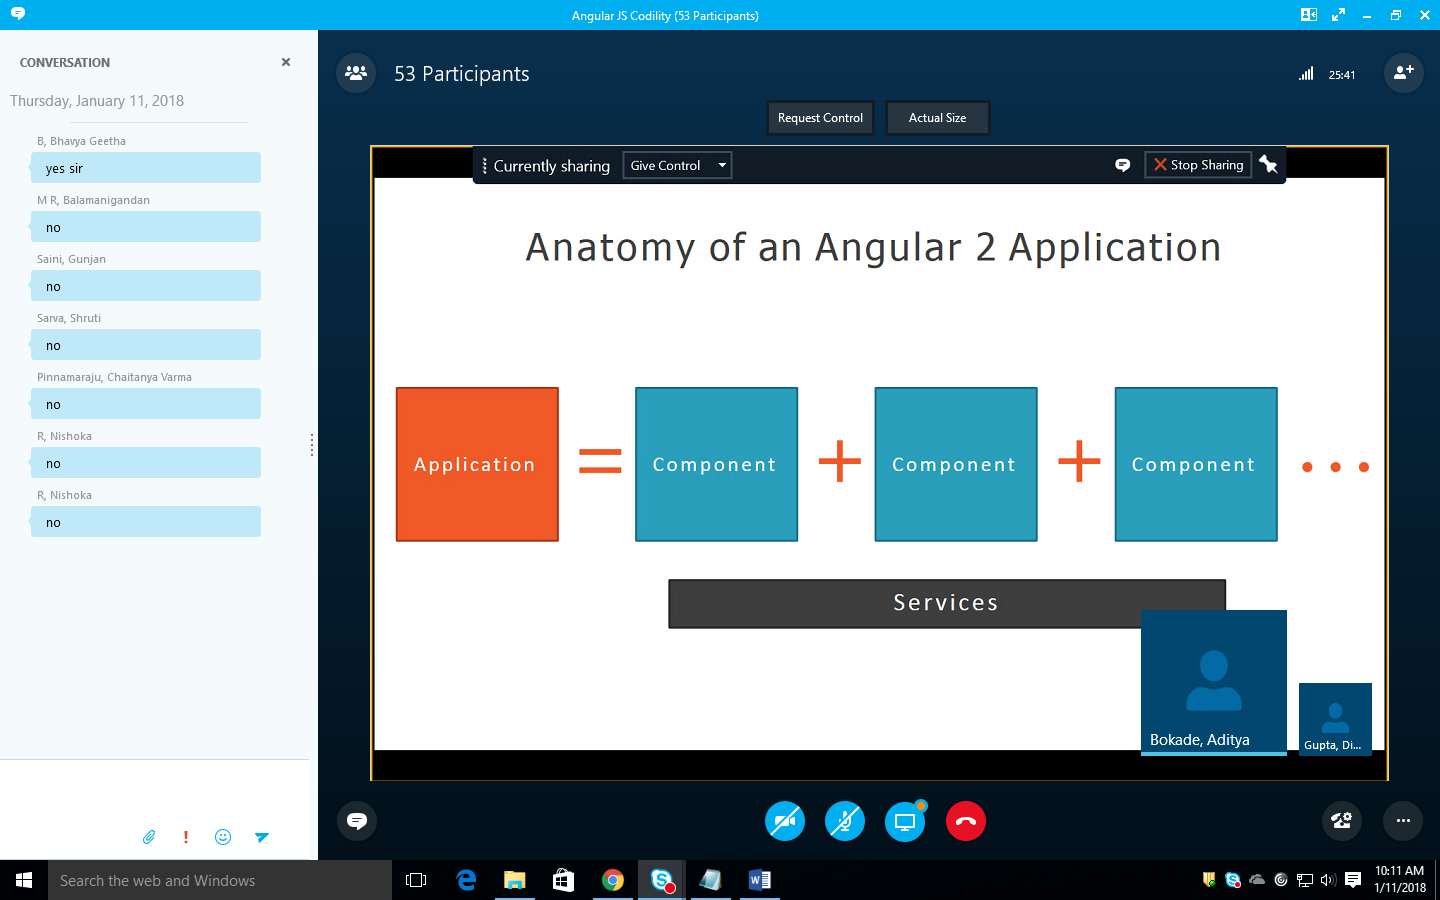 Angular JS Codility (53 Participants)
CONVERSATION
Thursday, January 11, 2018
B, Bhavya Geetha
yes sir
M R, Balamanigandan
no
Saini, Gunjan
no
Sarva, Shruti
no
Pinnamaraju, Chaitanya Varma
no
R, Nishoka
no
R, Nishoka
no
53 Participants
25:41
Request Control
Actual Size
Currently sharing
Give Control
Stop Sharing
Anatomy of an Angular 2 Application
Application = Component + Component + Component ...
Services
Bokade, Aditya
Gupta, Di...
Search the web and Windows
10:11 AM
1/11/2018